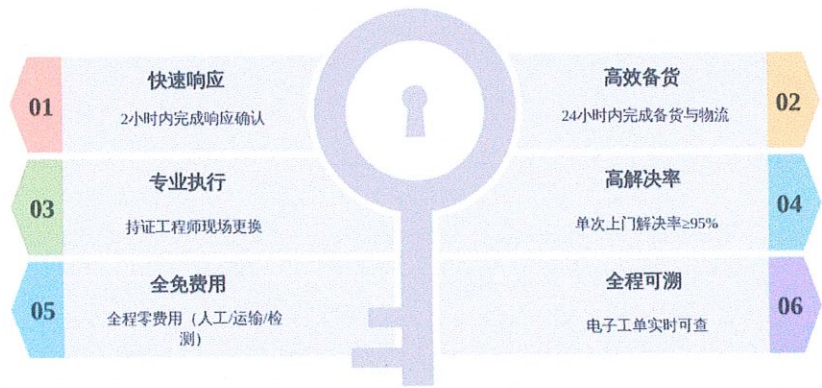 01
快速响应
2小时内完成响应确认
高效备货
24小时内完成备货与物流
02
03
专业执行
持证工程师现场更换
高解决率
单次上门解决率≥95%
04
05
全免费用
全程零费用（人工/运输/检
测）
全程可溯
电子工单实时可查
06